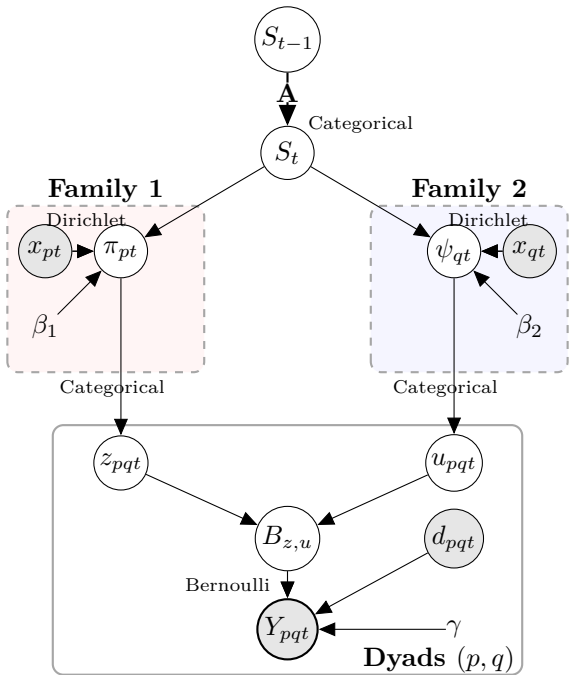 S_{t−1}
A
Categorical
S_t
Family 1
Family 2
Dirichlet
Dirichlet
x_{pt}
π_{pt}
ψ_{qt}
x_{qt}
β_1
β_2
Categorical
Categorical
z_{pqt}
u_{pqt}
B_{z,u}
d_{pqt}
Bernoulli
Y_{pqt}
γ
Dyads (p, q)